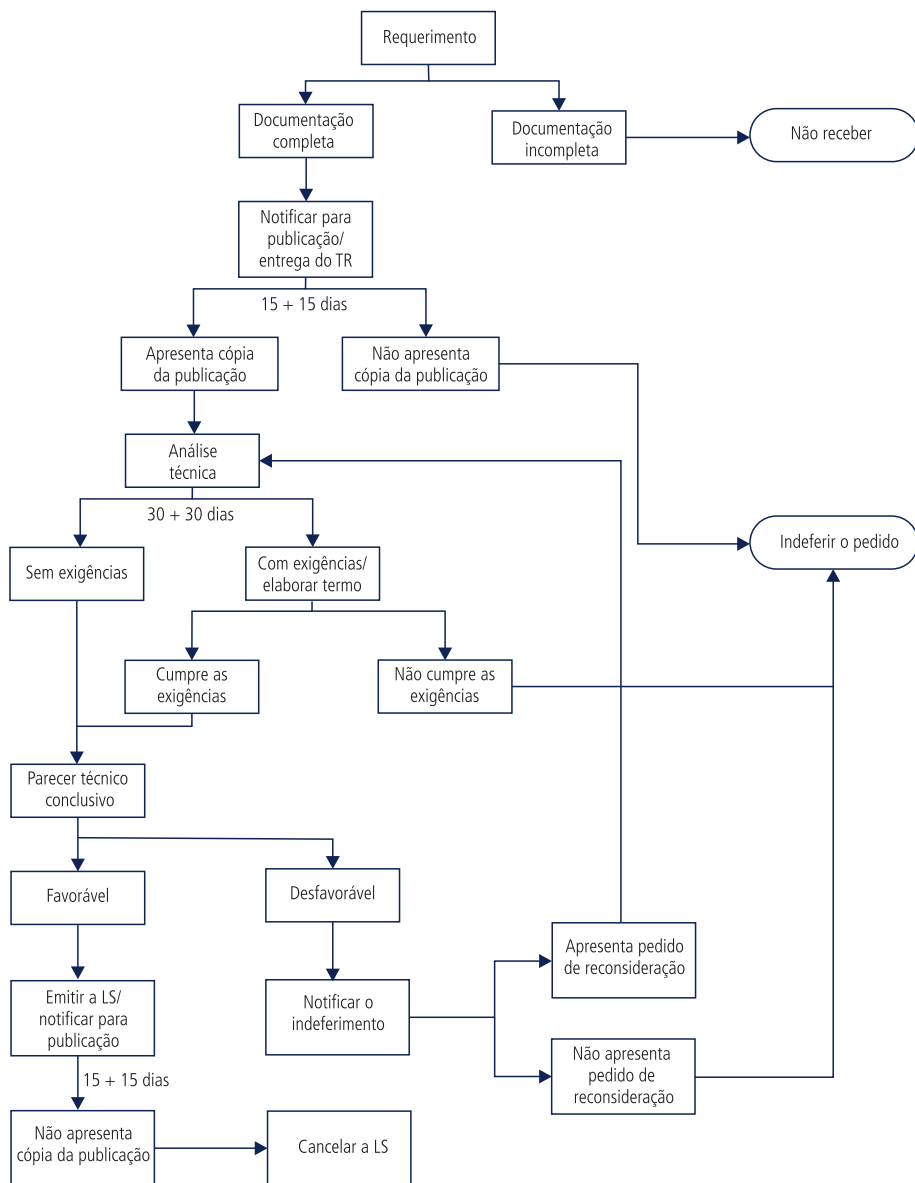 Requerimento
Documentação
completa
Documentação
incompleta
Não receber
Notificar para
publicação/
entrega do TR
15 + 15 dias
Apresenta cópia
da publicação
Não apresenta
cópia da publicação
Análise
técnica
30 + 30 dias
Sem exigências
Com exigências/
elaborar termo
Indeferir o pedido
Cumpre as
exigências
Não cumpre as
exigências
Parecer técnico
conclusivo
Favorável
Desfavorável
Apresenta pedido
de reconsideração
Emitir a LS/
notificar para
publicação
Notificar o
indeferimento
Não apresenta
pedido de
reconsideração
15 + 15 dias
Não apresenta
cópia da publicação
Cancelar a LS